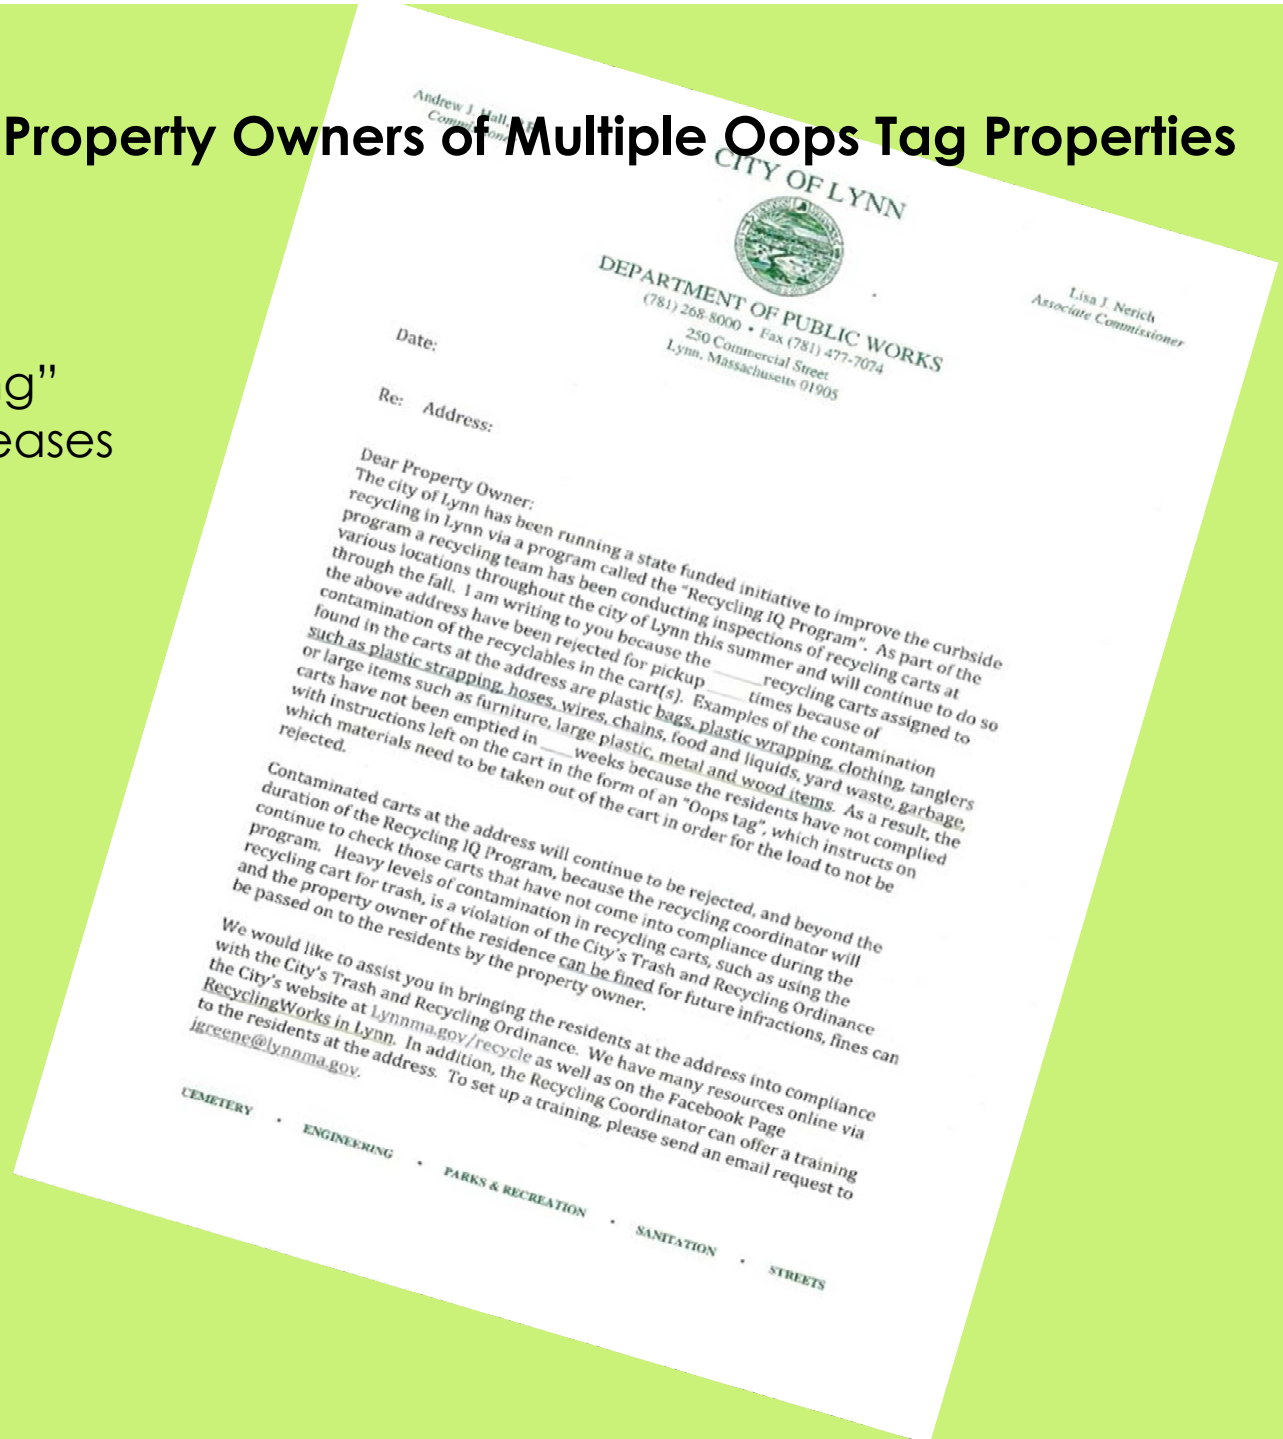 Property Owners of Multiple Oops Tag Properties
Andrew J. Hall,
CITY OF LYNN
DEPARTMENT OF PUBLIC WORKS
(781) 268-8000 • Fax (781) 477-7074
250 Commercial Street
Lynn, Massachusetts 01905
Lisa J. Nerich
Associate Commissioner
Date:
Re: Address:
Dear Property Owner:
The city of Lynn has been running a state funded initiative to improve the curbside
recycling in Lynn via a program called the "Recycling IQ Program". As part of the
program a recycling team has been conducting inspections of recycling carts at
various locations throughout the city of Lynn this summer and will continue to do so
through the fall. I am writing to you because the ______recycling carts assigned to
the above address have been rejected for pickup _____ times because of
contamination of the recyclables in the cart(s). Examples of the contamination
found in the carts at the address are plastic bags, plastic wrapping, clothing, tanglers
such as plastic strapping, hoses, wires, chains, food and liquids, yard waste, garbage,
or large items such as furniture, large plastic, metal and wood items. As a result, the
carts have not been emptied in ____weeks because the residents have not complied
with instructions left on the cart in the form of an "Oops tag", which instructs on
which materials need to be taken out of the cart in order for the load to not be
rejected.
Contaminated carts at the address will continue to be rejected, and beyond the
duration of the Recycling IQ Program, because the recycling coordinator will
continue to check those carts that have not come into compliance during the
program. Heavy levels of contamination in recycling carts, such as using the
recycling cart for trash, is a violation of the City's Trash and Recycling Ordinance
and the property owner of the residence can be fined for future infractions, fines can
be passed on to the residents by the property owner.
We would like to assist you in bringing the residents at the address into compliance
with the City's Trash and Recycling Ordinance. We have many resources online via
the City's website at Lynnma.gov/recycle as well as on the Facebook Page
RecyclingWorks in Lynn. In addition, the Recycling Coordinator can offer a training
to the residents at the address. To set up a training, please send an email request to
jgreene@lynnma.gov.
CEMETERY • ENGINEERING • PARKS & RECREATION • SANITATION • STREETS